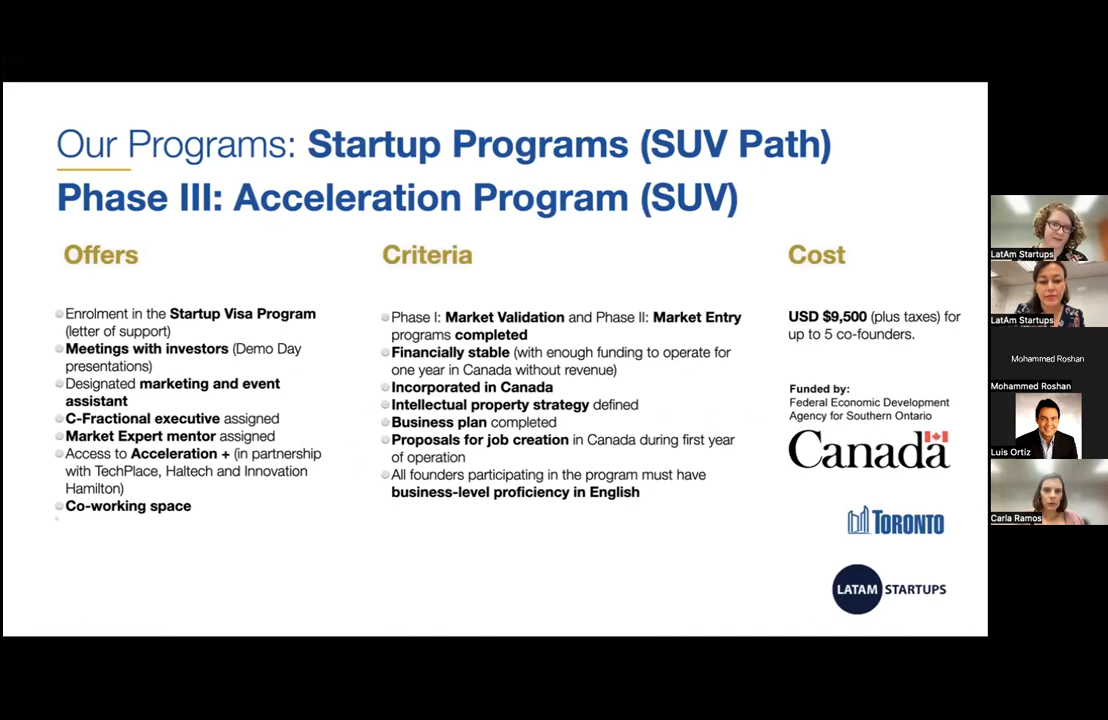 Our Programs: Startup Programs (SUV Path)
Phase III: Acceleration Program (SUV)
Offers
Enrolment in the Startup Visa Program
(letter of support)
Meetings with investors (Demo Day
presentations)
Designated marketing and event
assistant
C-Fractional executive assigned
Market Expert mentor assigned
Access to Acceleration + (in partnership
with TechPlace, Haltech and Innovation
Hamilton)
Co-working space
Criteria
Phase I: Market Validation and Phase II: Market Entry
programs completed
Financially stable (with enough funding to operate for
one year in Canada without revenue)
Incorporated in Canada
Intellectual property strategy defined
Business plan completed
Proposals for job creation in Canada during first year
of operation
All founders participating in the program must have
business-level proficiency in English
Cost
USD $9,500 (plus taxes) for
up to 5 co-founders.
Funded by:
Federal Economic Development
Agency for Southern Ontario
Canada
TORONTO
LATAM STARTUPS
LatAm Startups
LatAm Startups
Mohammed Roshan
Mohammed Roshan
Luis Ortiz
Carla Ramos